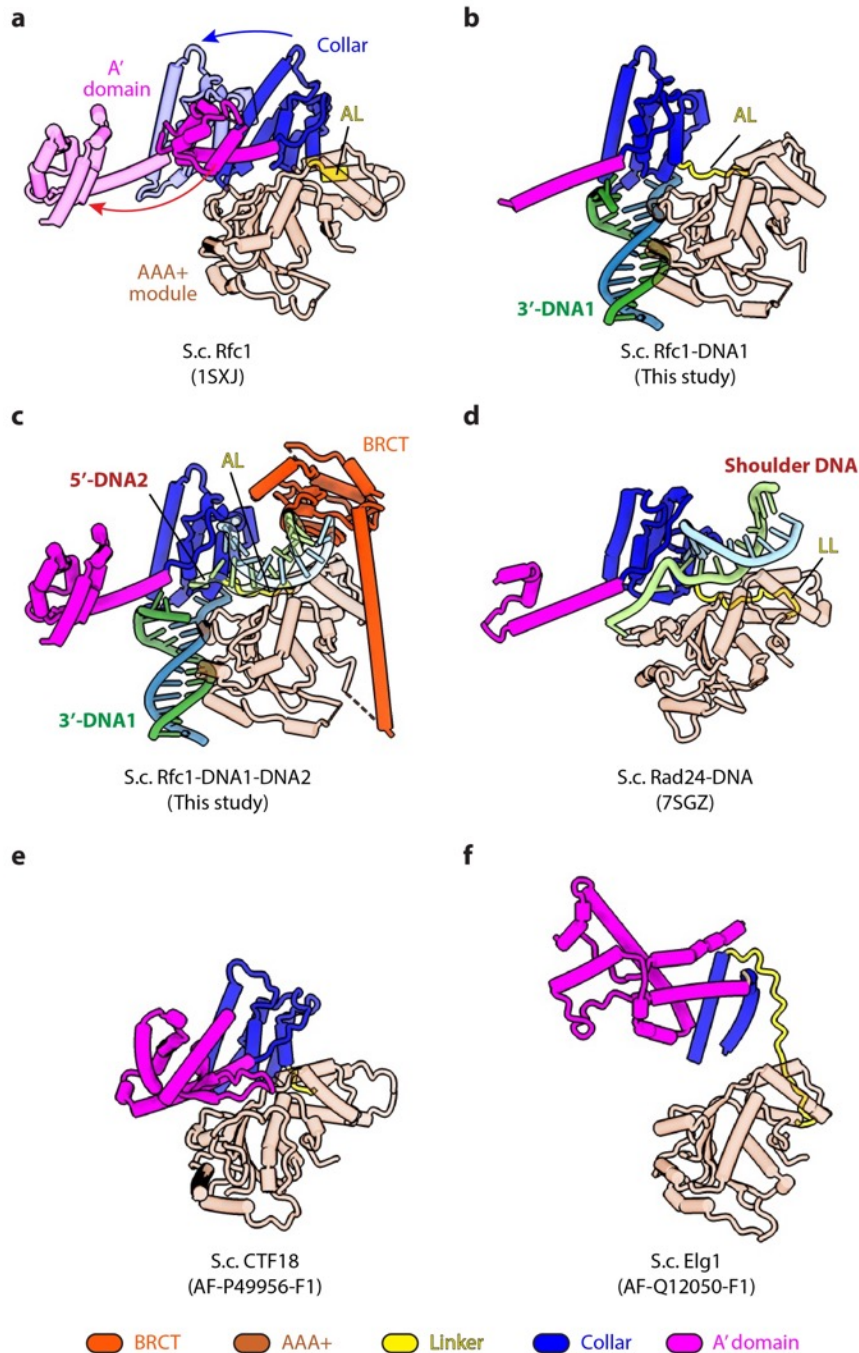 a
Collar
A'
domain
AL
AAA+
module
S.c. Rfc1
(1SXJ)
b
AL
3'-DNA1
S.c. Rfc1-DNA1
(This study)
c
BRCT
AL
5'-DNA2
3'-DNA1
S.c. Rfc1-DNA1-DNA2
(This study)
d
Shoulder DNA
LL
S.c. Rad24-DNA
(7SGZ)
e
S.c. CTF18
(AF-P49956-F1)
f
S.c. Elg1
(AF-Q12050-F1)
BRCT AAA+ Linker Collar A' domain